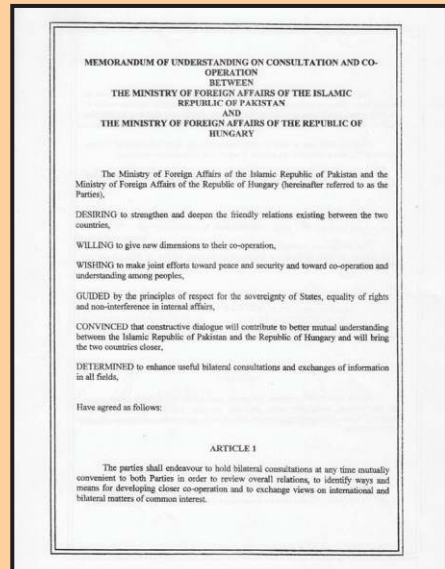 MEMORANDUM OF UNDERSTANDING ON CONSULTATION AND CO-
OPERATION
BETWEEN
THE MINISTRY OF FOREIGN AFFAIRS OF THE ISLAMIC
REPUBLIC OF PAKISTAN
AND
THE MINISTRY OF FOREIGN AFFAIRS OF THE REPUBLIC OF
HUNGARY
The Ministry of Foreign Affairs of the Islamic Republic of Pakistan and the
Ministry of Foreign Affairs of the Republic of Hungary (hereinafter referred to as the
Parties),
DESIRING to strengthen and deepen the friendly relations existing between the two
countries,
WILLING to give new dimensions to their co-operation,
WISHING to make joint efforts toward peace and security and toward co-operation and
understanding among peoples,
GUIDED by the principles of respect for the sovereignty of States, equality of rights
and non-interference in internal affairs,
CONVINCED that constructive dialogue will contribute to better mutual understanding
between the Islamic Republic of Pakistan and the Republic of Hungary and will bring
the two countries closer,
DETERMINED to enhance useful bilateral consultations and exchanges of information
in all fields,
Have agreed as follows:
ARTICLE 1
The parties shall endeavour to hold bilateral consultations at any time mutually
convenient to both Parties in order to review overall relations, to identify ways and
means for developing closer co-operation and to exchange views on international and
bilateral matters of common interest.